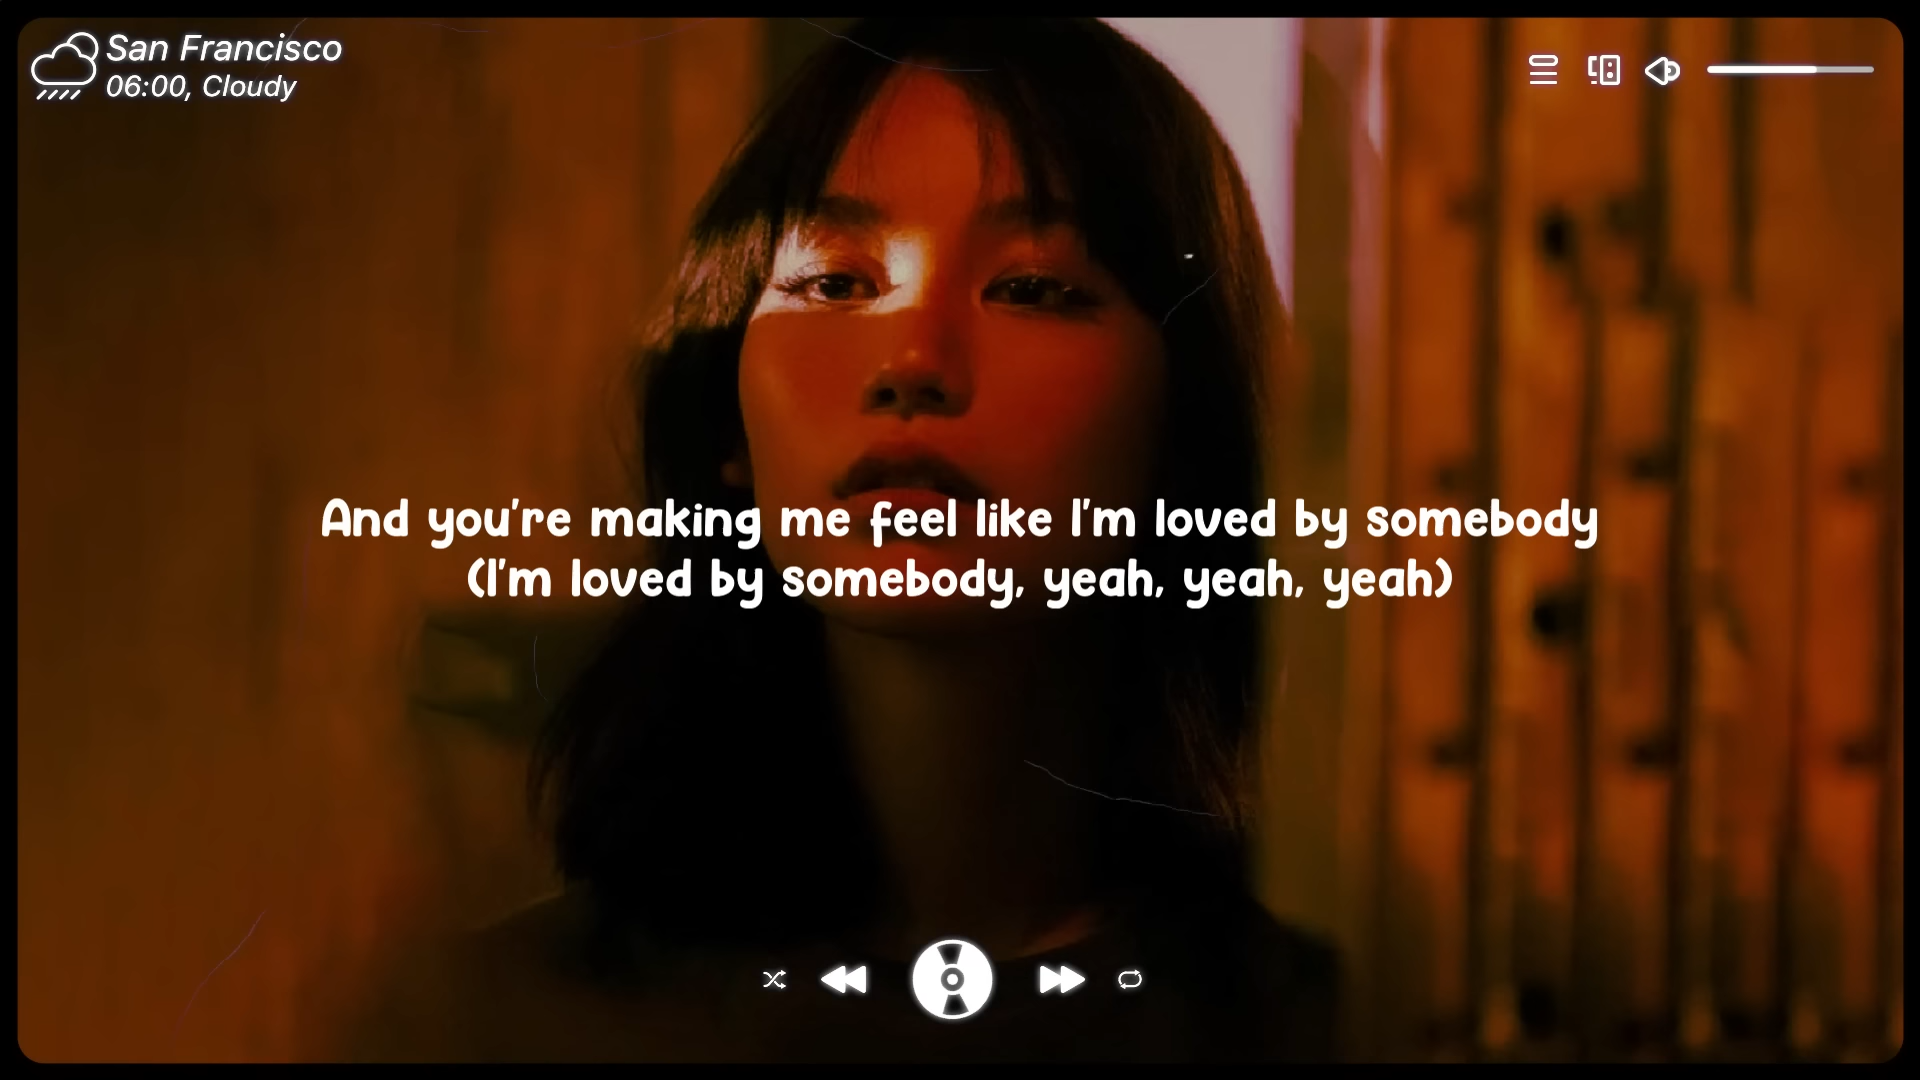 San Francisco
06:00, Cloudy
And you're making me feel like I'm loved by somebody
(I'm loved by somebody, yeah, yeah, yeah)